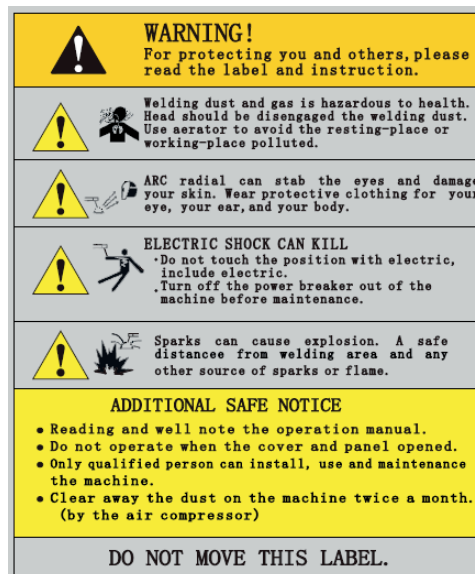 WARNING!
For protecting you and others, please
read the label and instruction.
Welding dust and gas is hazardous to health.
Head should be disengaged the welding dust.
Use aerator to avoid the resting-place or
working-place polluted.
ARC radial can stab the eyes and damage
your skin. Wear protective clothing for your
eye, your ear, and your body.
ELECTRIC SHOCK CAN KILL
·Do not touch the position with electric,
include electric.
.Turn off the power breaker out of the
machine before maintenance.
Sparks can cause explosion. A safe
distancee from welding area and any
other source of sparks or flame.
ADDITIONAL SAFE NOTICE
● Reading and well note the operation manual.
● Do not operate when the cover and panel opened.
● Only qualified person can install, use and maintenance
the machine.
● Clear away the dust on the machine twice a month.
(by the air compressor)
DO NOT MOVE THIS LABEL.